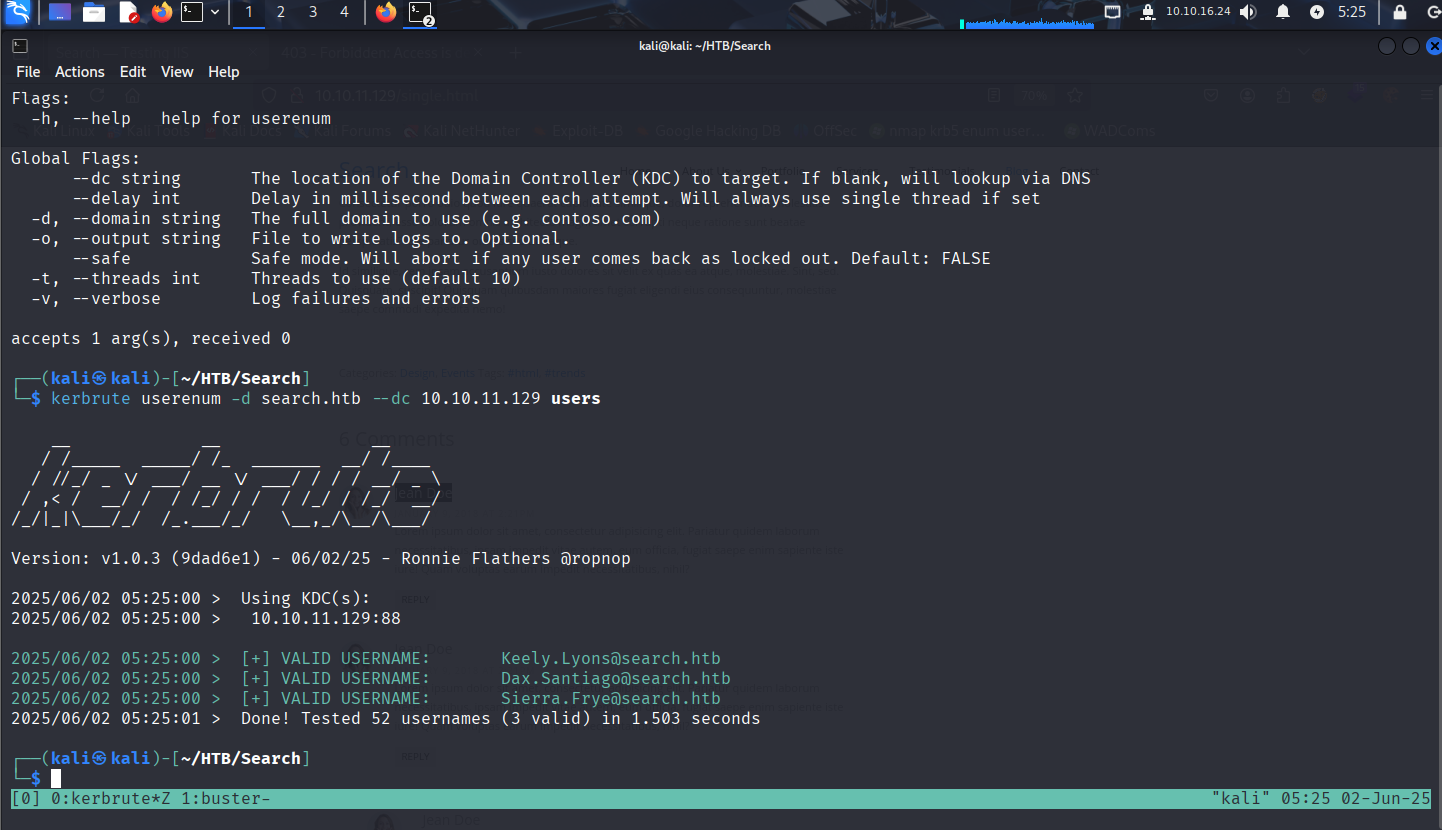 1 2 3 4 2 10.10.16.24 5:25
kali@kali: ~/HTB/Search
File Actions Edit View Help
Flags:
-h, --help help for userenum
Global Flags:
--dc string The location of the Domain Controller (KDC) to target. If blank, will lookup via DNS
--delay int Delay in millisecond between each attempt. Will always use single thread if set
-d, --domain string The full domain to use (e.g. contoso.com)
-o, --output string File to write logs to. Optional.
--safe Safe mode. Will abort if any user comes back as locked out. Default: FALSE
-t, --threads int Threads to use (default 10)
-v, --verbose Log failures and errors
accepts 1 arg(s), received 0
┌──(kali㉿kali)-[~/HTB/Search]
└─$ kerbrute userenum -d search.htb --dc 10.10.11.129 users
kerbrute
Version: v1.0.3 (9dad6e1) - 06/02/25 - Ronnie Flathers @ropnop
2025/06/02 05:25:00 > Using KDC(s):
2025/06/02 05:25:00 > 10.10.11.129:88
2025/06/02 05:25:00 > [+] VALID USERNAME: Keely.Lyons@search.htb
2025/06/02 05:25:00 > [+] VALID USERNAME: Dax.Santiago@search.htb
2025/06/02 05:25:00 > [+] VALID USERNAME: Sierra.Frye@search.htb
2025/06/02 05:25:01 > Done! Tested 52 usernames (3 valid) in 1.503 seconds
┌──(kali㉿kali)-[~/HTB/Search]
└─$
[0] 0:kerbrute*Z 1:buster- "kali" 05:25 02-Jun-25